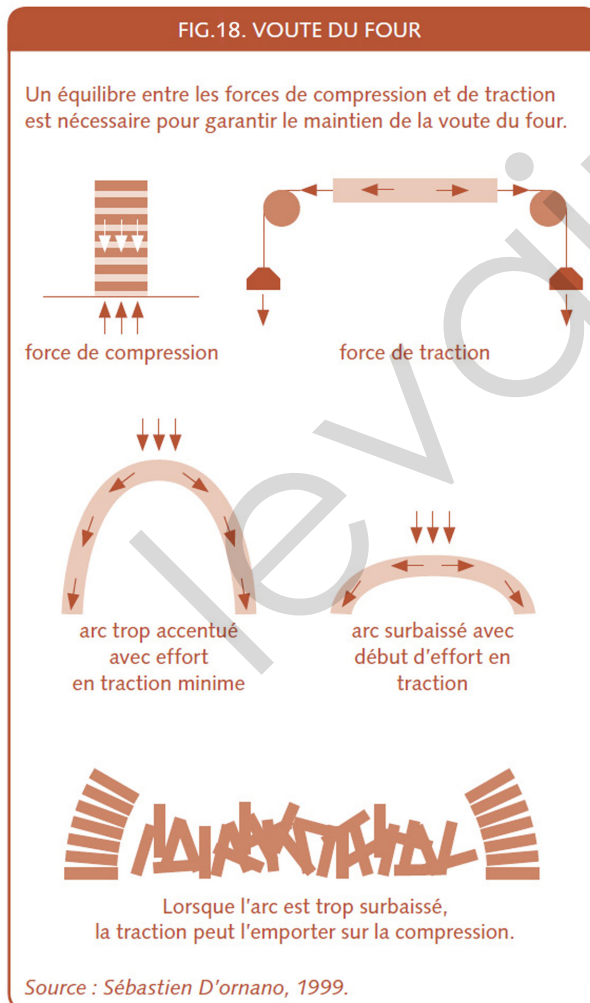 FIG.18. VOUTE DU FOUR
Un équilibre entre les forces de compression et de traction
est nécessaire pour garantir le maintien de la voute du four.
force de compression
force de traction
arc trop accentué
avec effort
en traction minime
arc surbaissé avec
début d'effort en
traction
Lorsque l'arc est trop surbaissé,
la traction peut l'emporter sur la compression.
Source : Sébastien D'ornano, 1999.